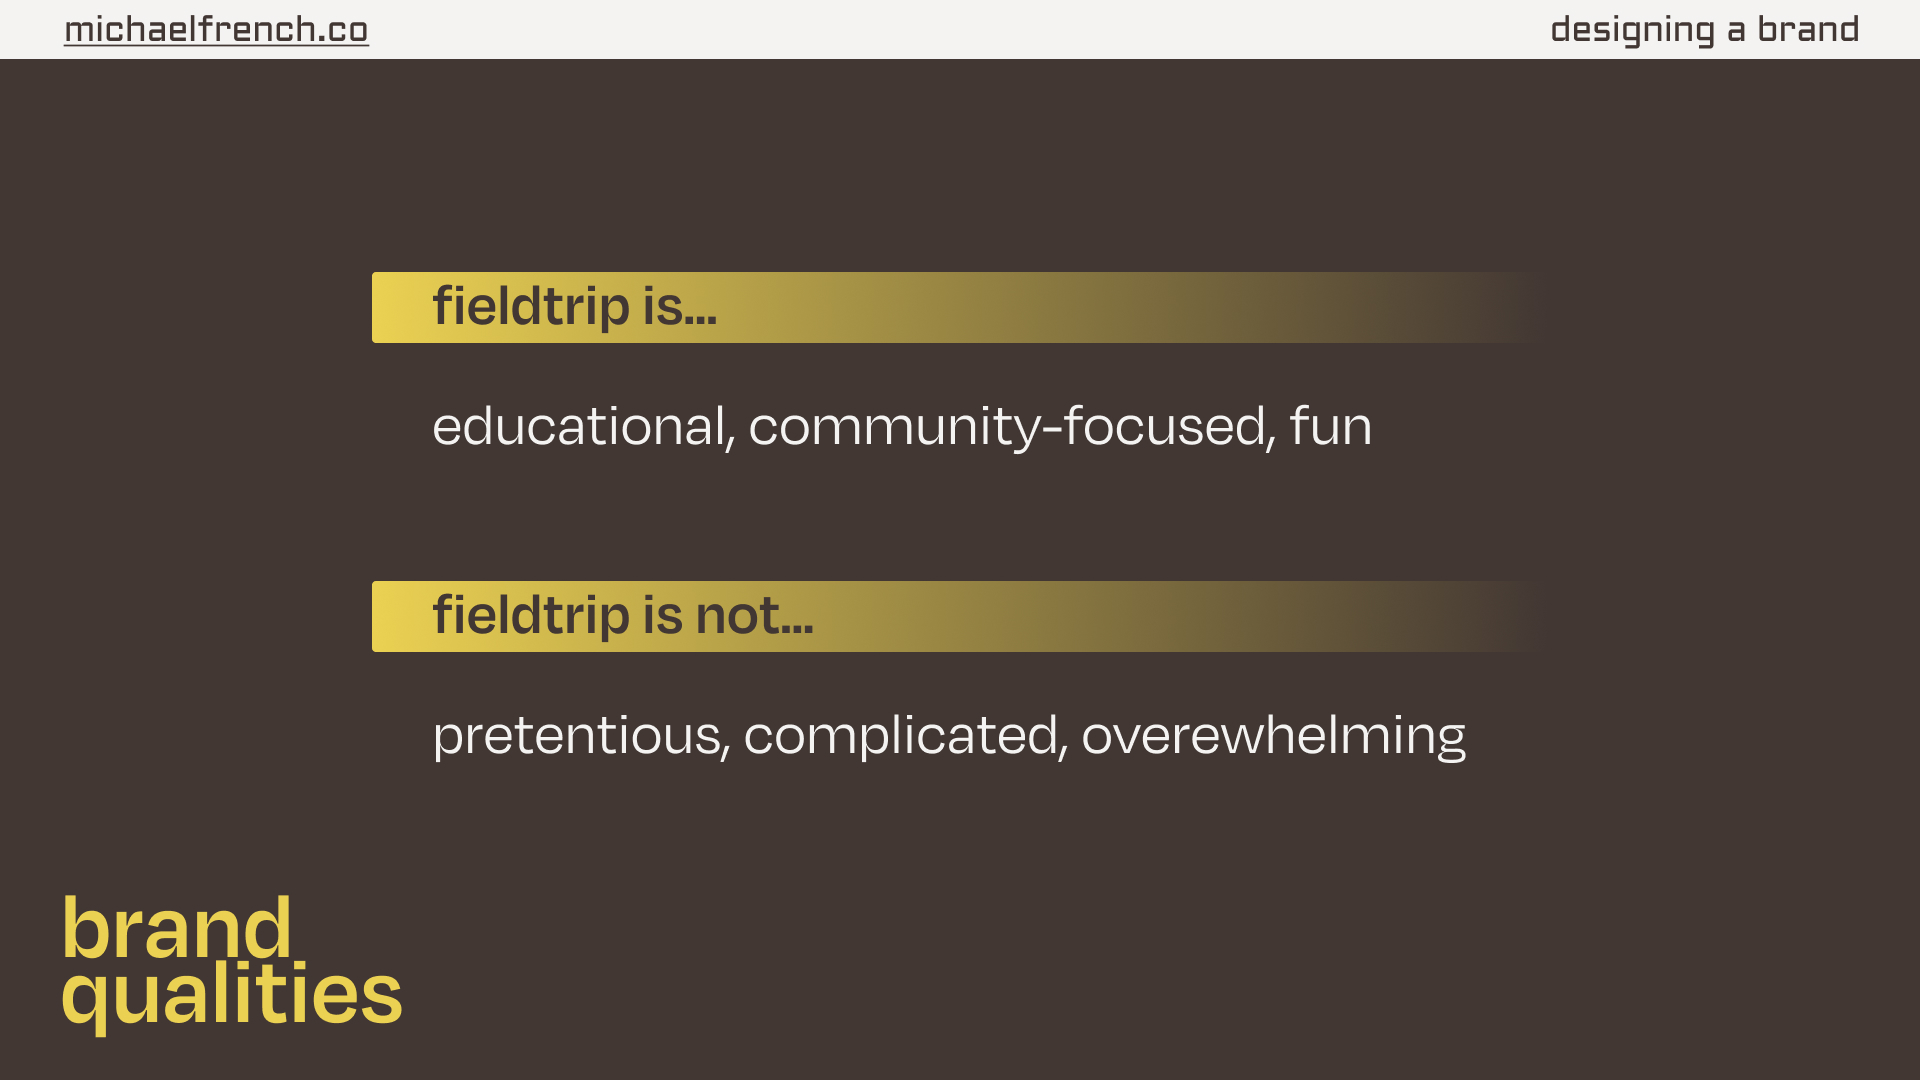 michaelfrench.co
designing a brand
fieldtrip is...
educational, community-focused, fun
fieldtrip is not...
pretentious, complicated, overewhelming
brand
qualities